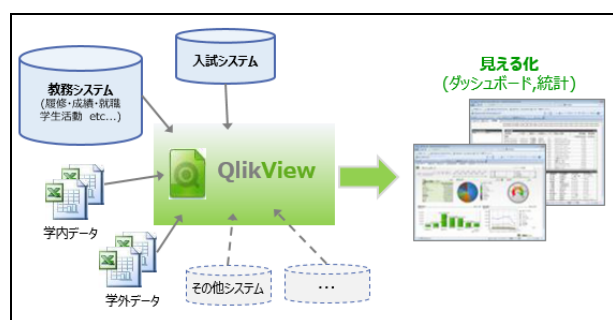 入試システム
教務システム
(履修・成績・就職
学生活動 etc...)
見える化
(ダッシュボード,統計)
QlikView
学内データ
学外データ
その他システム
…